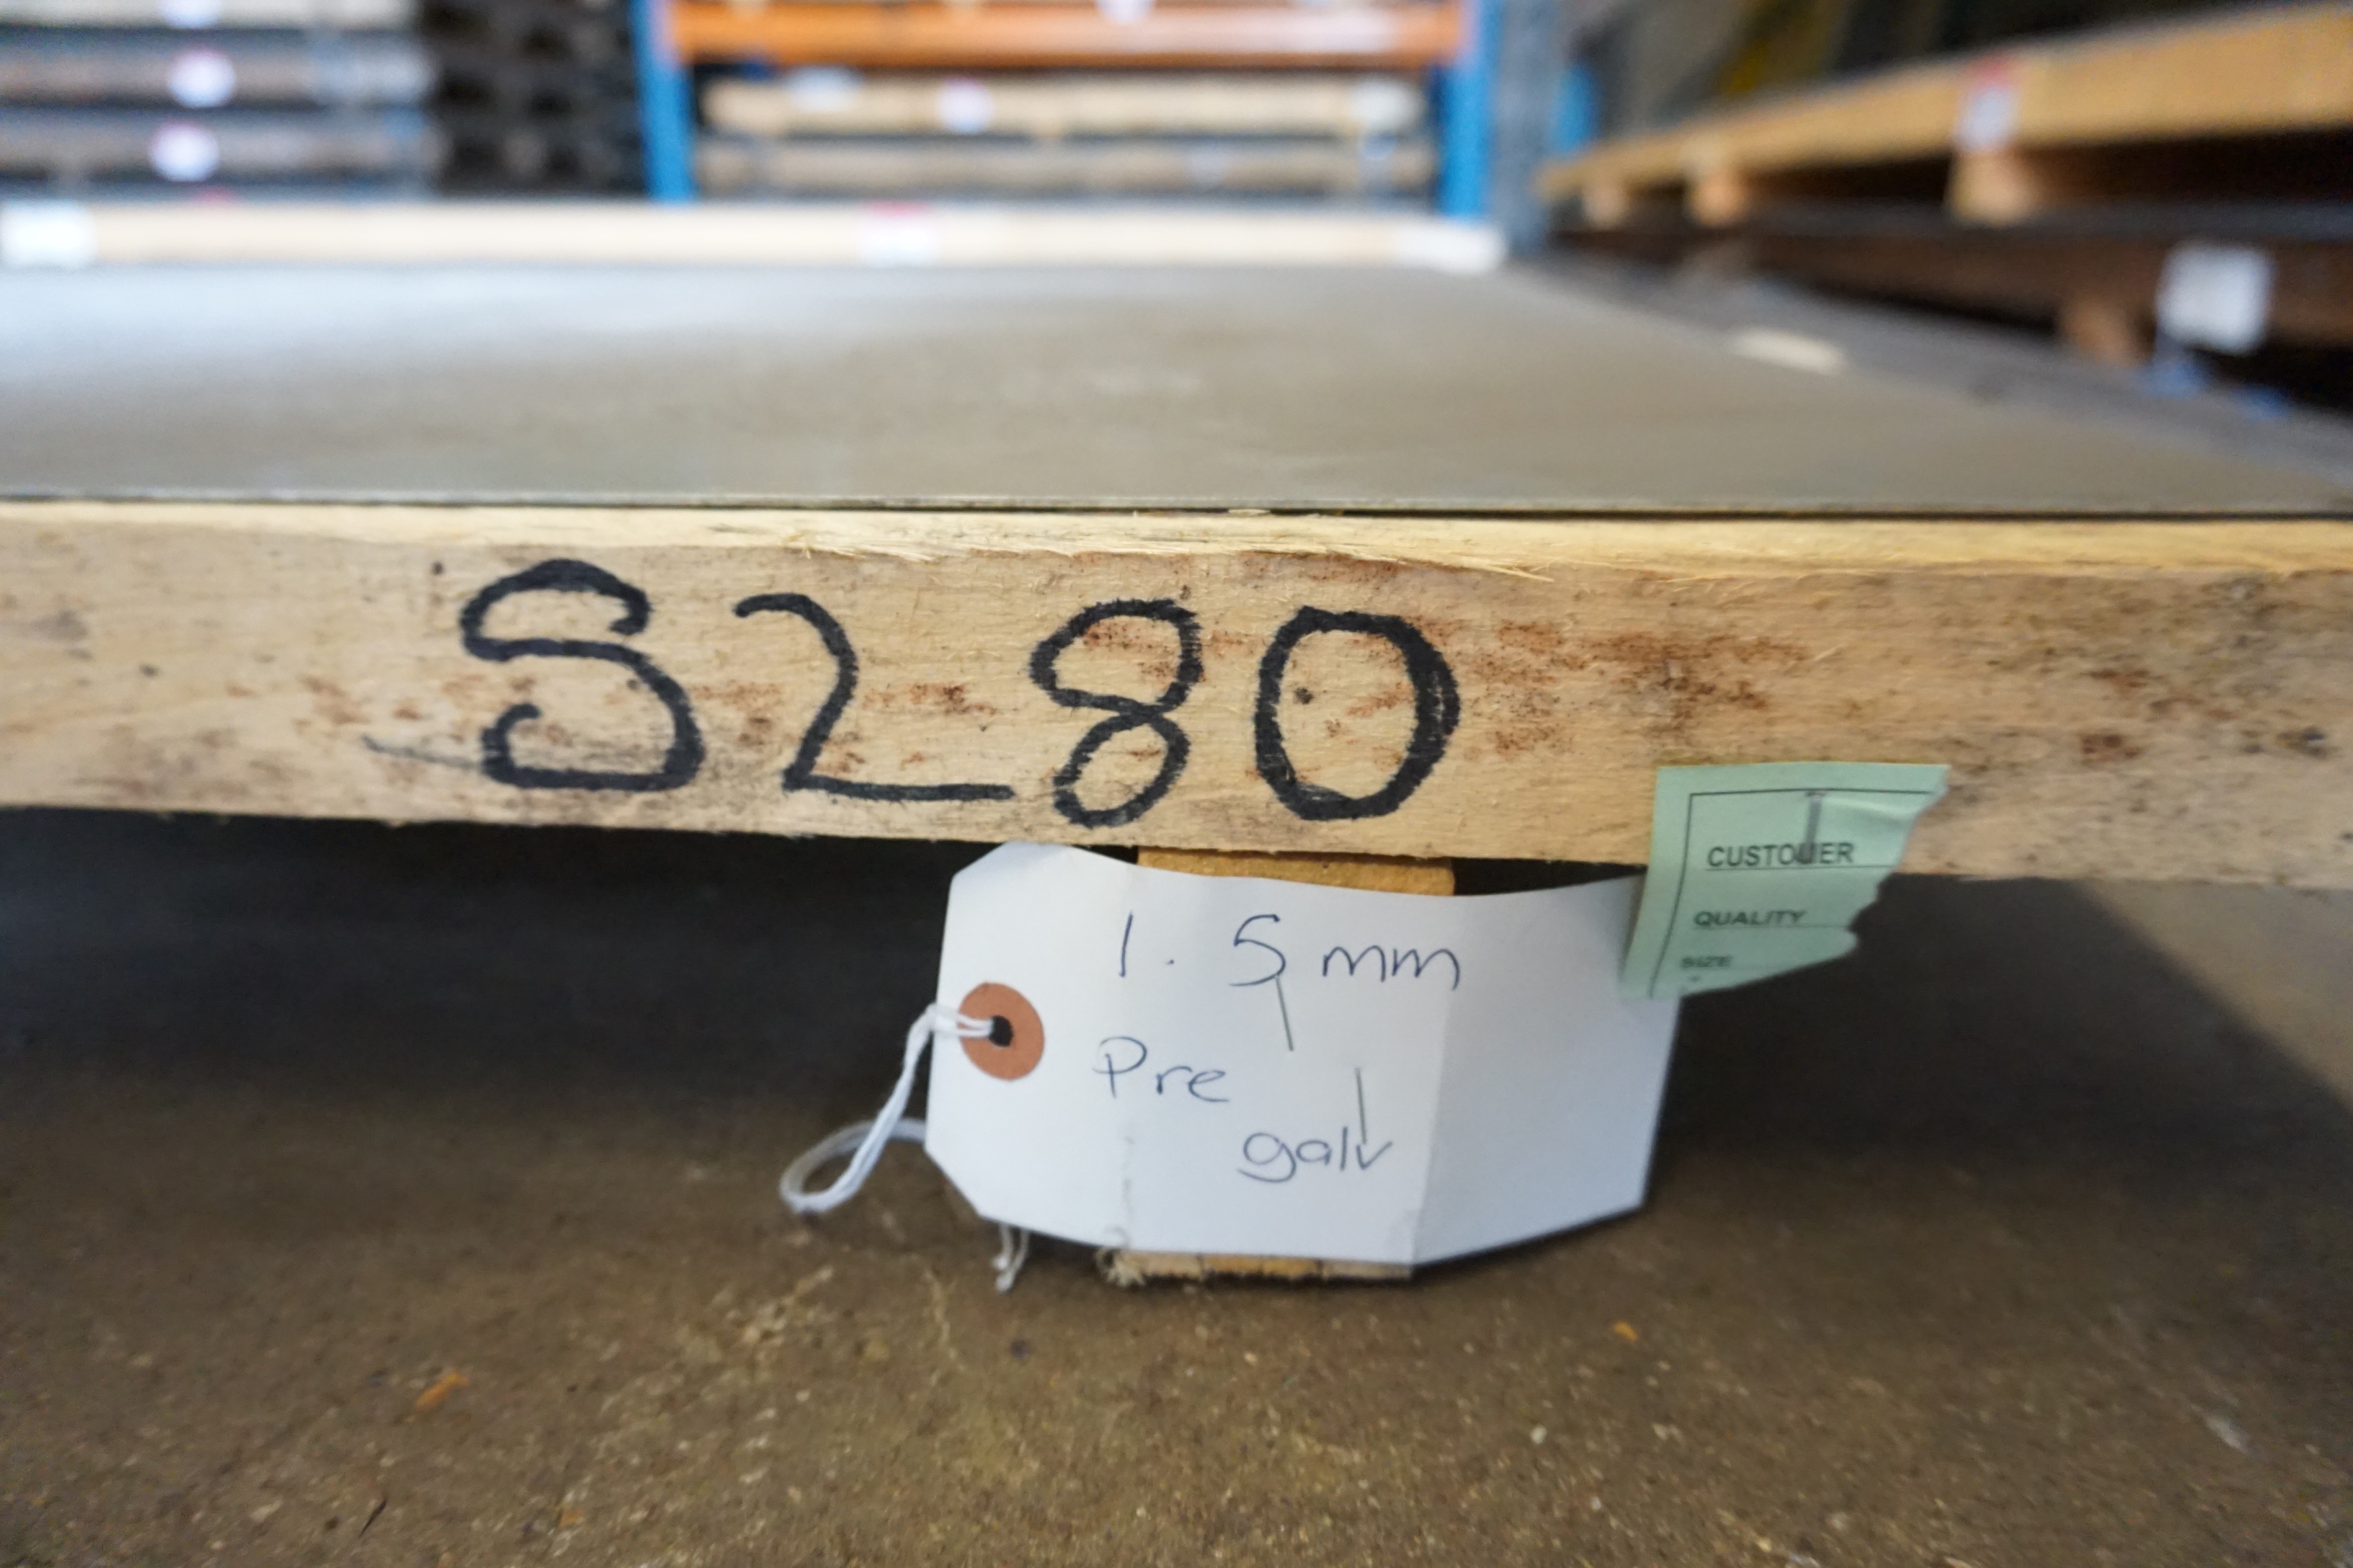 S280
1.5mm
Pre
galv
CUSTOMER
QUALITY
SIZE